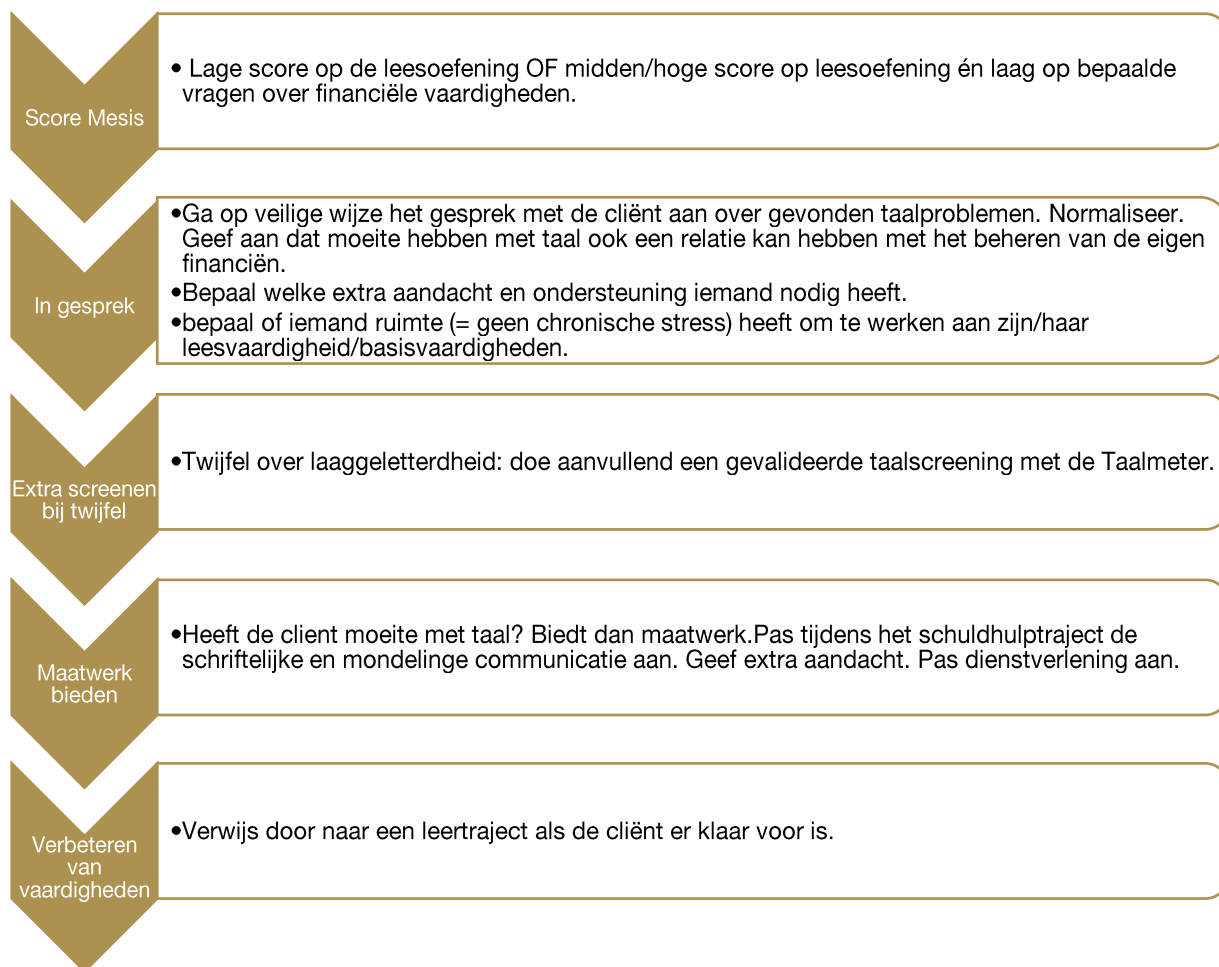 Score Mesis
• Lage score op de leesoefening OF midden/hoge score op leesoefening én laag op bepaalde
vragen over financiële vaardigheden.
In gesprek
•Ga op veilige wijze het gesprek met de cliënt aan over gevonden taalproblemen. Normaliseer.
Geef aan dat moeite hebben met taal ook een relatie kan hebben met het beheren van de eigen
financiën.
•Bepaal welke extra aandacht en ondersteuning iemand nodig heeft.
•bepaal of iemand ruimte (= geen chronische stress) heeft om te werken aan zijn/haar
leesvaardigheid/basisvaardigheden.
Extra screenen
bij twijfel
•Twijfel over laaggeletterdheid: doe aanvullend een gevalideerde taalscreening met de Taalmeter.
Maatwerk
bieden
•Heeft de client moeite met taal? Biedt dan maatwerk.Pas tijdens het schuldhulptraject de
schriftelijke en mondelinge communicatie aan. Geef extra aandacht. Pas dienstverlening aan.
Verbeteren
van
vaardigheden
•Verwijs door naar een leertraject als de cliënt er klaar voor is.